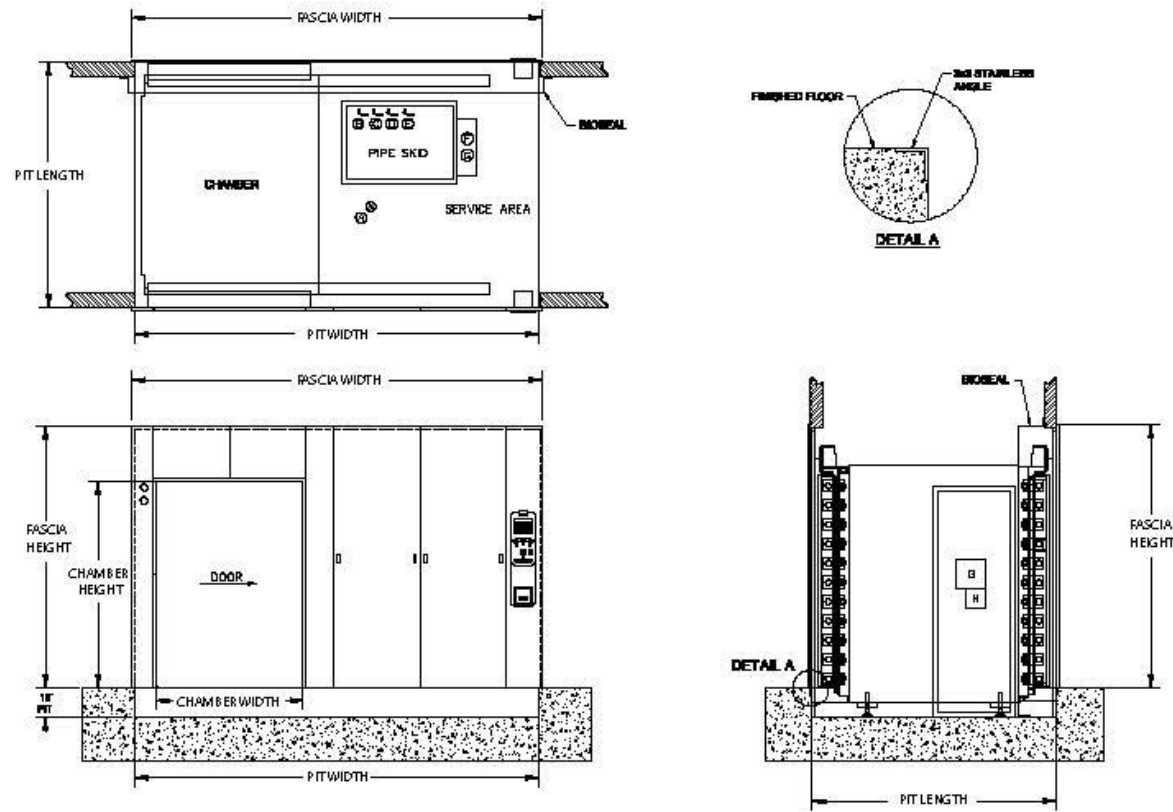 FASCIA WIDTH
PIT LENGTH
CHAMBER
PIPE SKID
SERVICE AREA
BIOSEAL
PIT WIDTH
FINISHED FLOOR
ANGLE
DETAIL A
FASCIA WIDTH
FASCIA
HEIGHT
CHAMBER
HEIGHT
DOOR
CHAMBER WIDTH
PIT
PIT WIDTH
BIOSEAL
FASCIA
HEIGHT
H
DETAIL A
PIT LENGTH